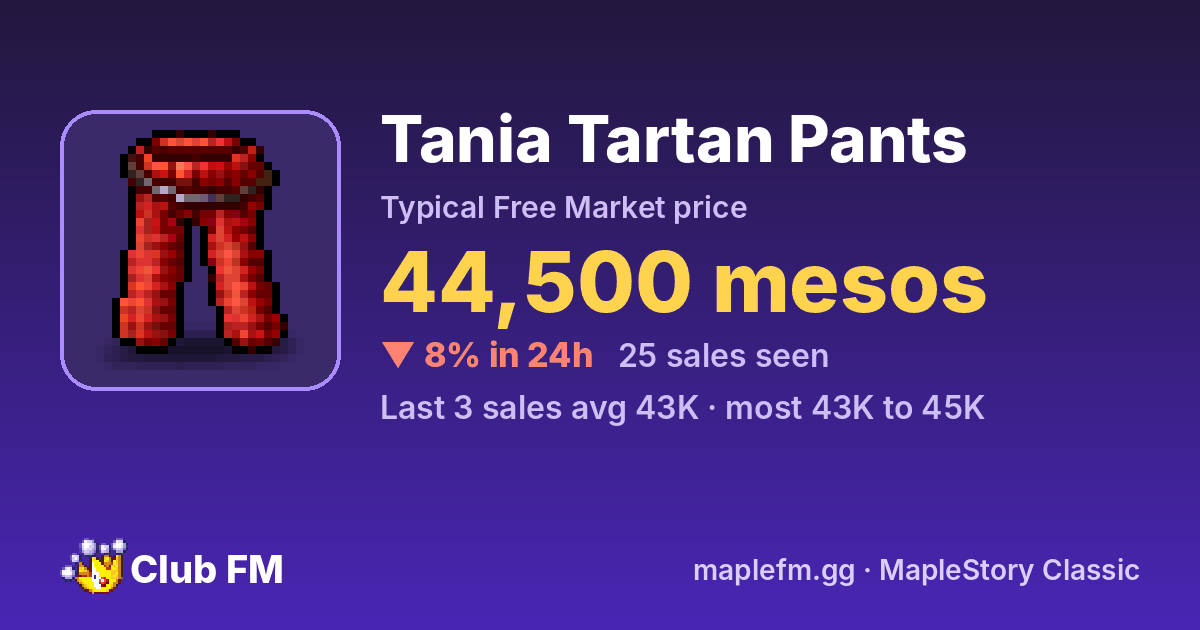 Tania Tartan Pants
Typical Free Market price
44,500 mesos
▼ 8% in 24h 25 sales seen
Last 3 sales avg 43K · most 43K to 45K
Club FM
maplefm.gg · MapleStory Classic